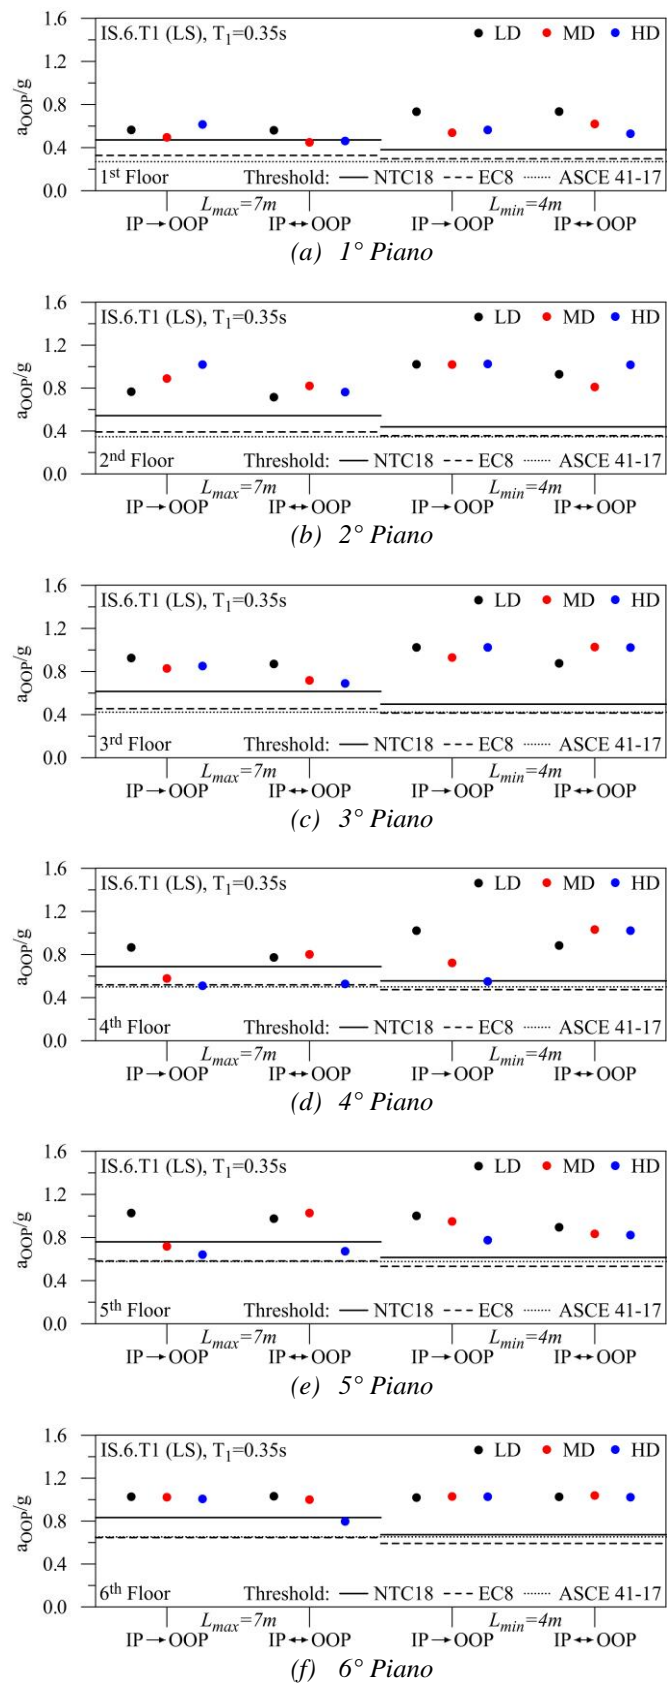 1.6
IS.6.T1 (LS), T1=0.35s
LD MD HD
1.2
aOOP/g
0.8
0.4
0.0
1st Floor Threshold: NTC18 EC8 ASCE 41-17
Lmax=7m Lmin=4m
IP→OOP IP↔OOP IP→OOP IP↔OOP
(a) 1° Piano
1.6
IS.6.T1 (LS), T1=0.35s
LD MD HD
1.2
aOOP/g
0.8
0.4
0.0
2nd Floor Threshold: NTC18 EC8 ASCE 41-17
Lmax=7m Lmin=4m
IP→OOP IP↔OOP IP→OOP IP↔OOP
(b) 2° Piano
1.6
IS.6.T1 (LS), T1=0.35s
LD MD HD
1.2
aOOP/g
0.8
0.4
0.0
3rd Floor Threshold: NTC18 EC8 ASCE 41-17
Lmax=7m Lmin=4m
IP→OOP IP↔OOP IP→OOP IP↔OOP
(c) 3° Piano
1.6
IS.6.T1 (LS), T1=0.35s
LD MD HD
1.2
aOOP/g
0.8
0.4
0.0
4th Floor Threshold: NTC18 EC8 ASCE 41-17
Lmax=7m Lmin=4m
IP→OOP IP↔OOP IP→OOP IP↔OOP
(d) 4° Piano
1.6
IS.6.T1 (LS), T1=0.35s
LD MD HD
1.2
aOOP/g
0.8
0.4
0.0
5th Floor Threshold: NTC18 EC8 ASCE 41-17
Lmax=7m Lmin=4m
IP→OOP IP↔OOP IP→OOP IP↔OOP
(e) 5° Piano
1.6
IS.6.T1 (LS), T1=0.35s
LD MD HD
1.2
aOOP/g
0.8
0.4
0.0
6th Floor Threshold: NTC18 EC8 ASCE 41-17
Lmax=7m Lmin=4m
IP→OOP IP↔OOP IP→OOP IP↔OOP
(f) 6° Piano